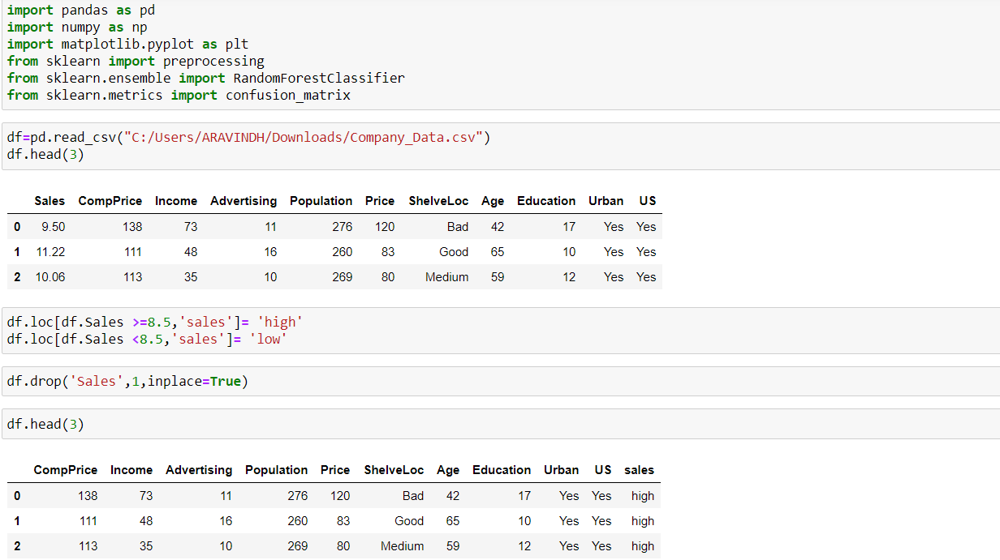 import pandas as pd
import numpy as np
import matplotlib.pyplot as plt
from sklearn import preprocessing
from sklearn.ensemble import RandomForestClassifier
from sklearn.metrics import confusion_matrix
df=pd.read_csv("C:/Users/ARAVINDH/Downloads/Company_Data.csv")
df.head(3)
Sales CompPrice Income Advertising Population Price ShelveLoc Age Education Urban US
0 9.50 138 73 11 276 120 Bad 42 17 Yes Yes
1 11.22 111 48 16 260 83 Good 65 10 Yes Yes
2 10.06 113 35 10 269 80 Medium 59 12 Yes Yes
df.loc[df.Sales >=8.5,'sales']= 'high'
df.loc[df.Sales <8.5,'sales']= 'low'
df.drop('Sales',1,inplace=True)
df.head(3)
CompPrice Income Advertising Population Price ShelveLoc Age Education Urban US sales
0 138 73 11 276 120 Bad 42 17 Yes Yes high
1 111 48 16 260 83 Good 65 10 Yes Yes high
2 113 35 10 269 80 Medium 59 12 Yes Yes high